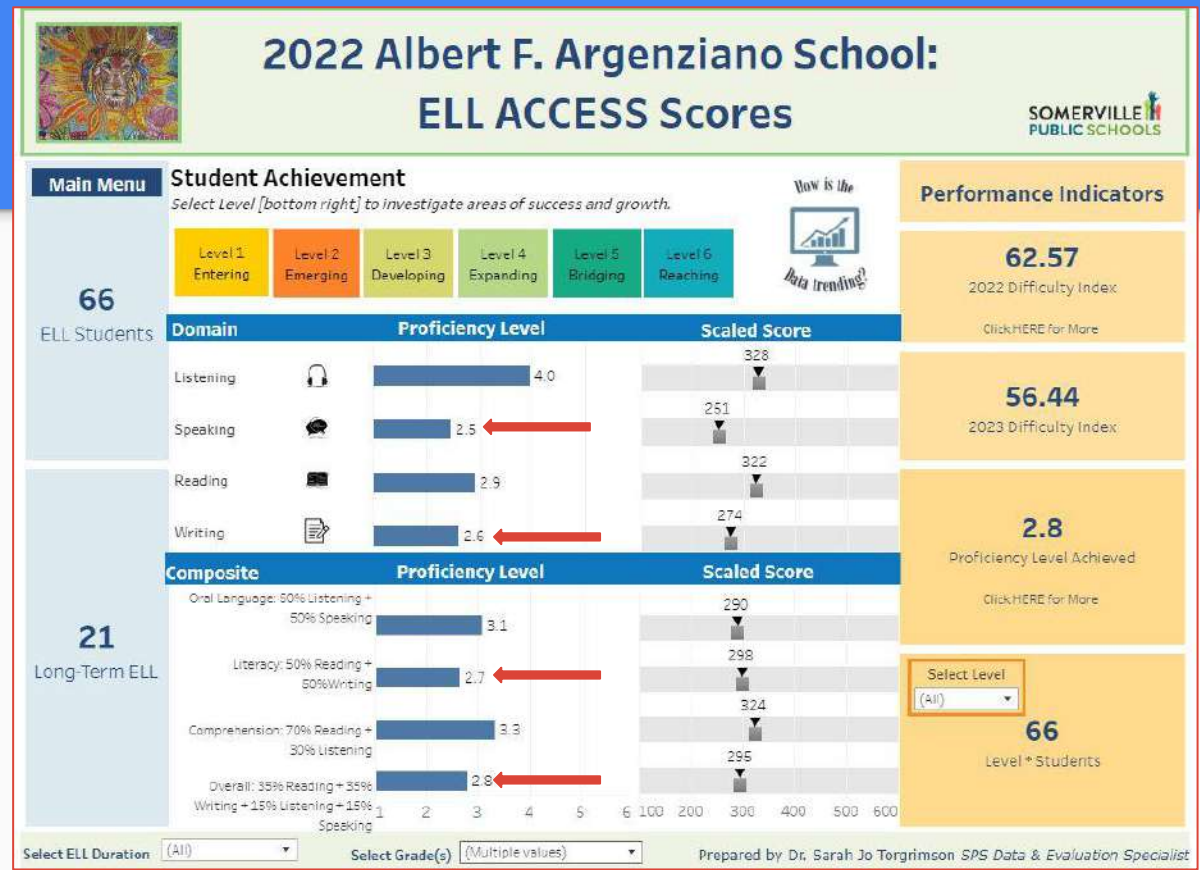 2022 Albert F. Argenziano School:
ELL ACCESS Scores
SOMERVILLE
PUBLIC SCHOOLS
Main Menu
66
ELL Students
21
Long-Term ELL
Student Achievement
Select Level [bottom right] to investigate areas of success and growth.
Level 1
Entering
Level 2
Emerging
Level 3
Developing
Level 4
Expanding
Level 5
Bridging
Level 6
Reaching
How is the
Data trending?
Domain Proficiency Level Scaled Score
Listening 4.0 328
Speaking 2.5 251
Reading 2.9 322
Writing 2.6 274
Composite Proficiency Level Scaled Score
Oral Language: 50% Listening +
50% Speaking
3.1 290
Literacy: 50% Reading +
50%Writing
2.7 298
Comprehension: 70% Reading +
30% Listening
3.3 324
Overall: 35% Reading + 35%
Writing + 15% Listening + 15%
Speaking
2.8 295
1 2 3 4 5 6 100 200 300 400 500 600
Performance Indicators
62.57
2022 Difficulty Index
Click HERE for More
56.44
2023 Difficulty Index
2.8
Proficiency Level Achieved
Click HERE for More
Select Level
(All)
66
Level * Students
Select ELL Duration (All) Select Grade(s) (Multiple values) Prepared by Dr. Sarah Jo Torgrimson SPS Data & Evaluation Specialist